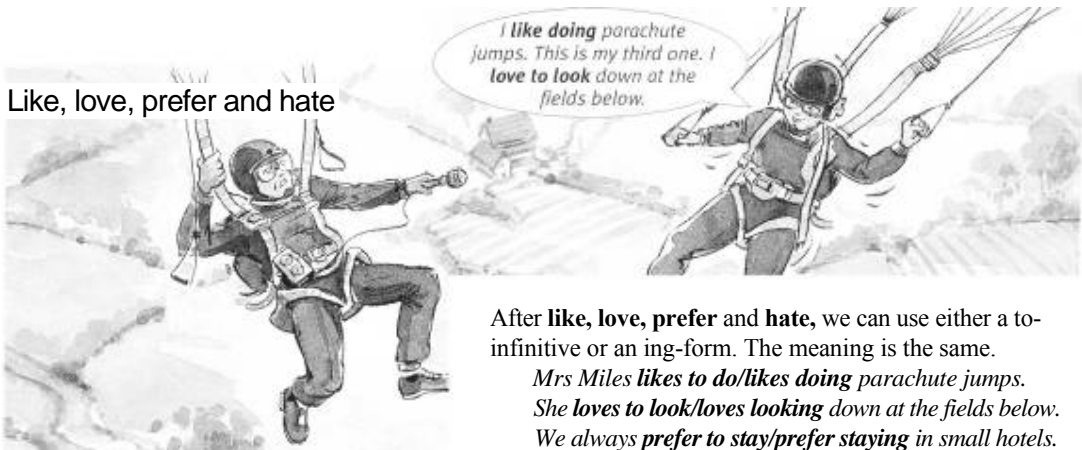 I like doing parachute
jumps. This is my third one. I
love to look down at the
fields below.
Like, love, prefer and hate
After like, love, prefer and hate, we can use either a to-
infinitive or an ing-form. The meaning is the same.
Mrs Miles likes to do/likes doing parachute jumps.
She loves to look/loves looking down at the fields below.
We always prefer to stay/prefer staying in small hotels.